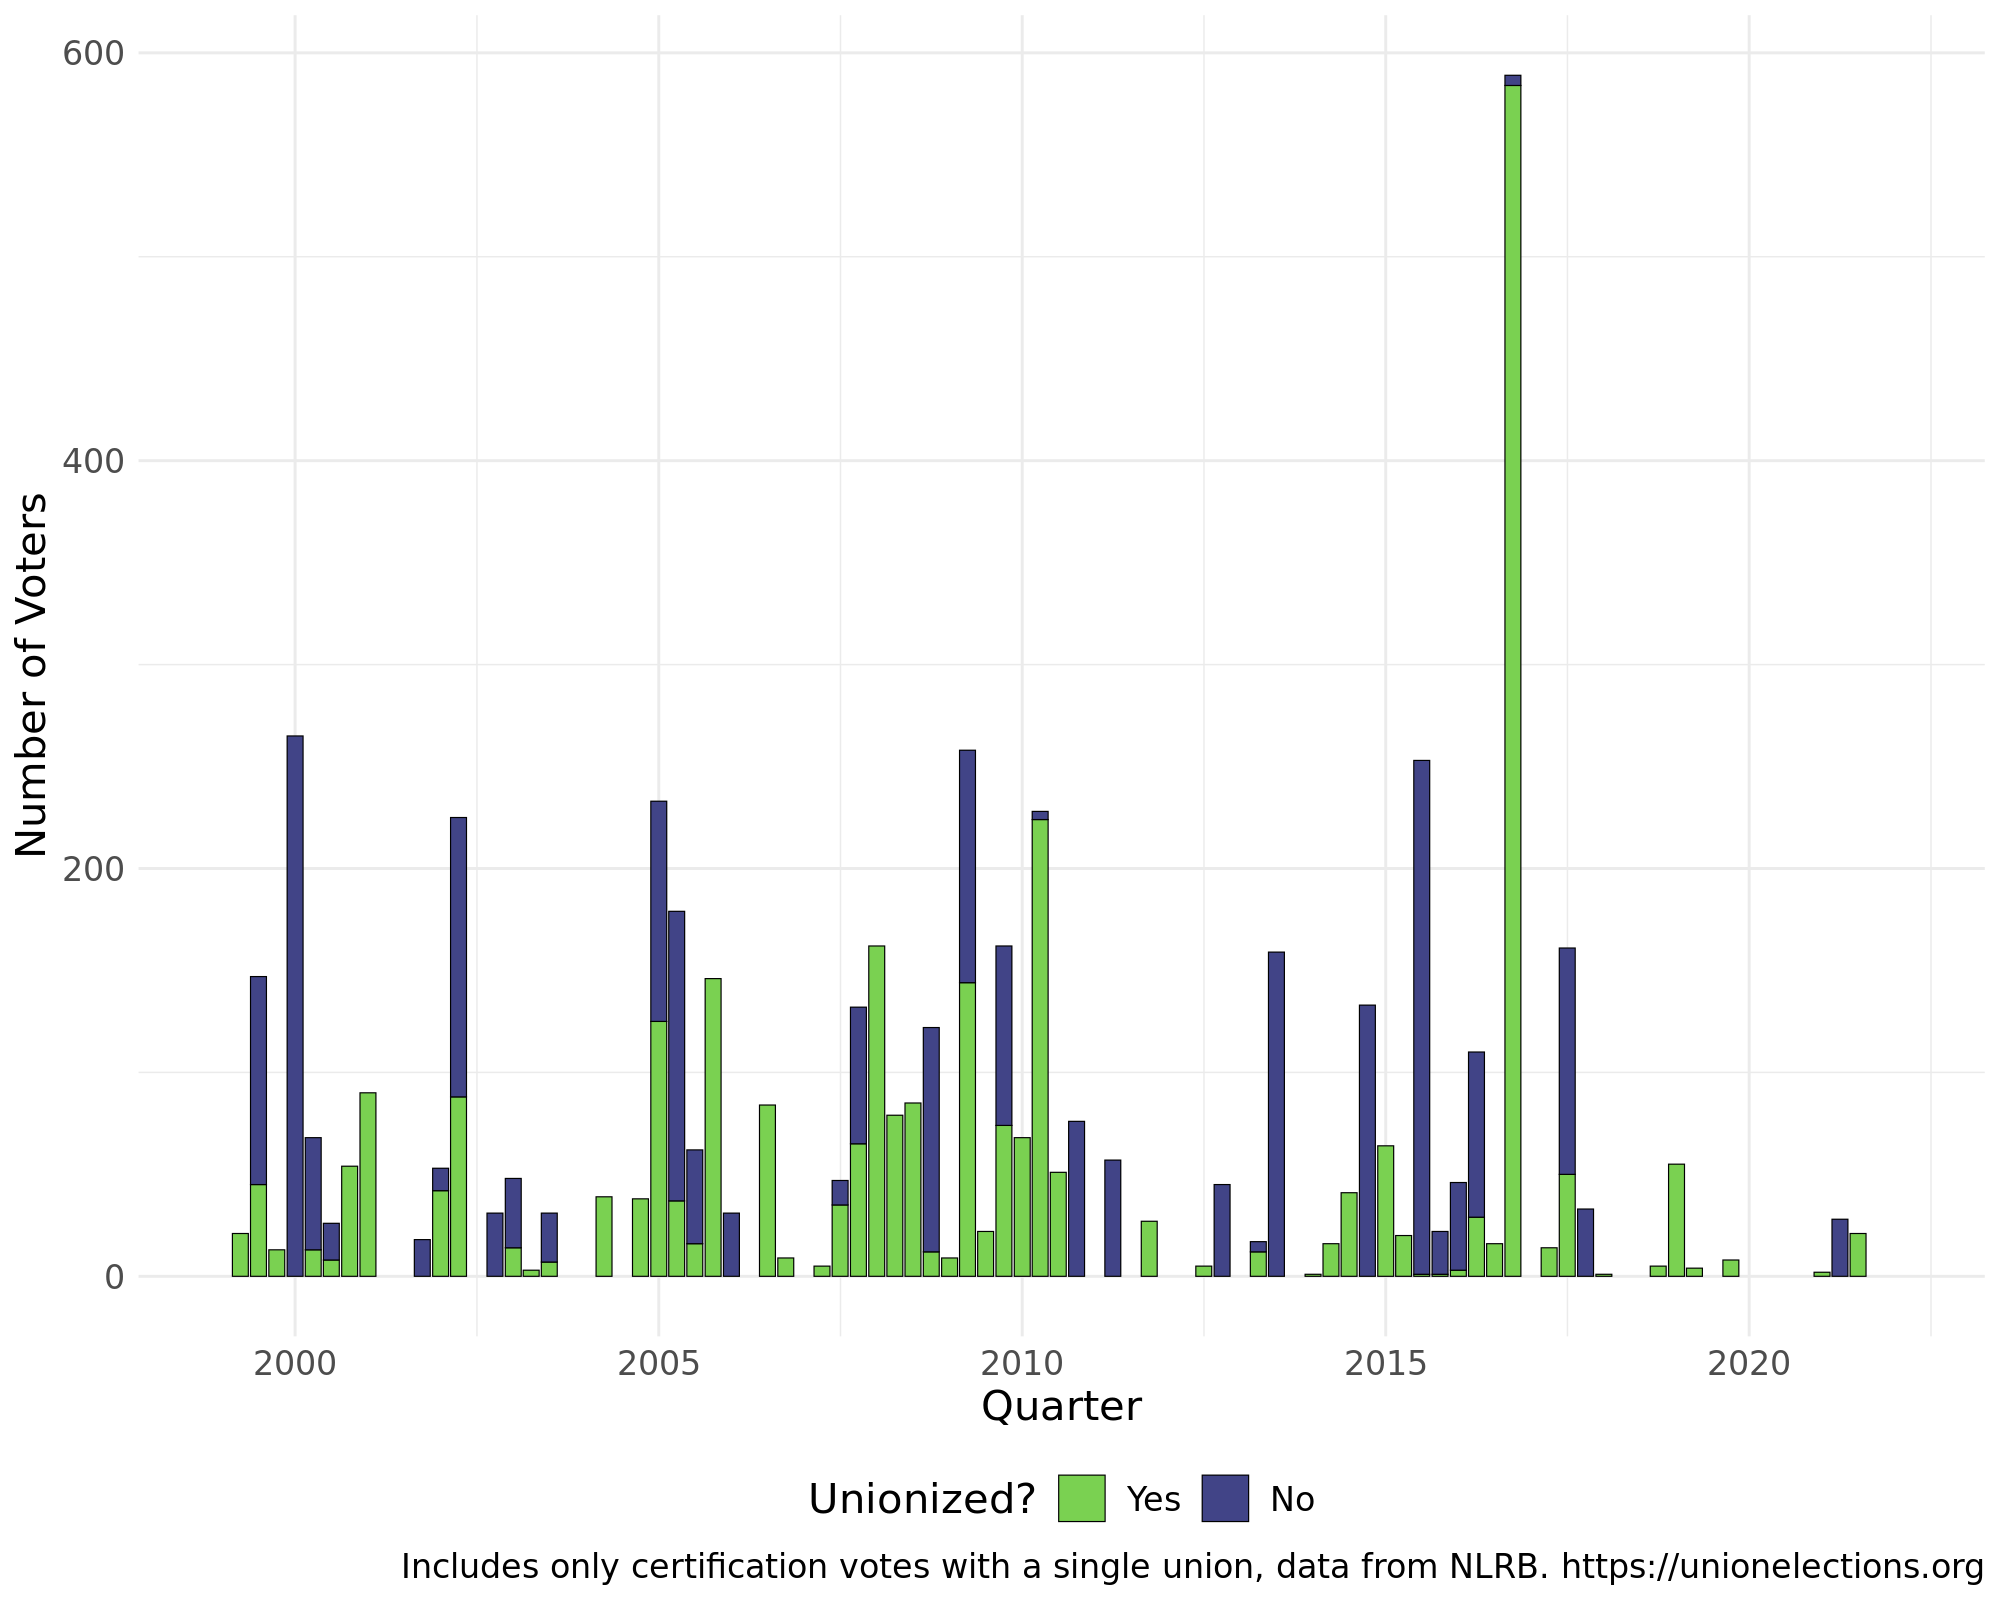 600
400
200
0
Number of Voters
2000 2005 2010 2015 2020
Quarter
Unionized? Yes No
Includes only certification votes with a single union, data from NLRB. https://unionelections.org